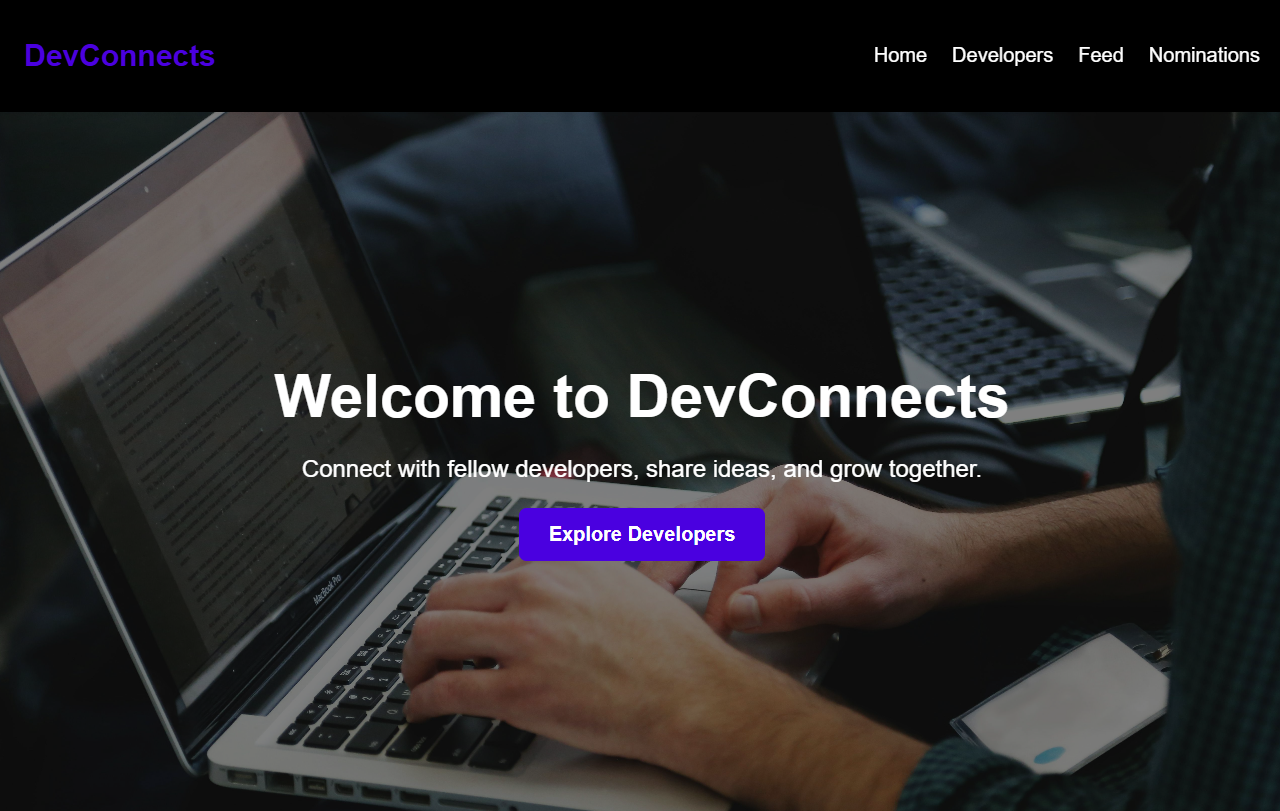 DevConnects
Home Developers Feed Nominations
Welcome to DevConnects
Connect with fellow developers, share ideas, and grow together.
Explore Developers
MacBook Pro